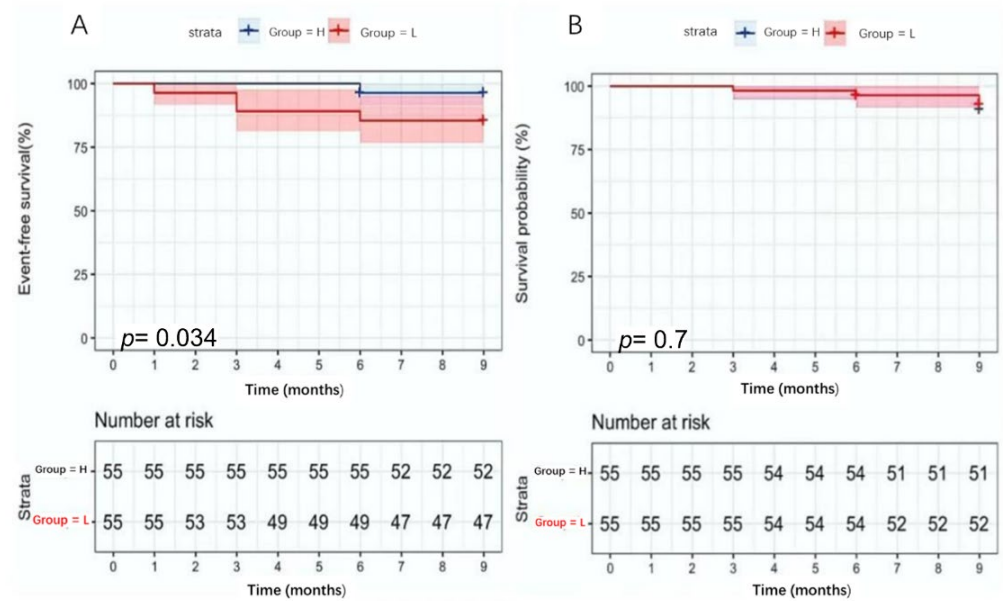 A
strata Group = H Group = L
Event-free survival(%)
100
75
50
25
0
p= 0.034
0 1 2 3 4 5 6 7 8 9
Time (months)
Number at risk
Strata
Group = H 55 55 55 55 55 55 55 52 52 52
Group = L 55 55 53 53 49 49 49 47 47 47
0 1 2 3 4 5 6 7 8 9
Time (months)
B
strata Group = H Group = L
Survival probability (%)
100
75
50
25
0
p= 0.7
0 1 2 3 4 5 6 7 8 9
Time (months)
Number at risk
Strata
Group = H 55 55 55 55 54 54 54 51 51 51
Group = L 55 55 55 55 54 54 54 52 52 52
0 1 2 3 4 5 6 7 8 9
Time (months)